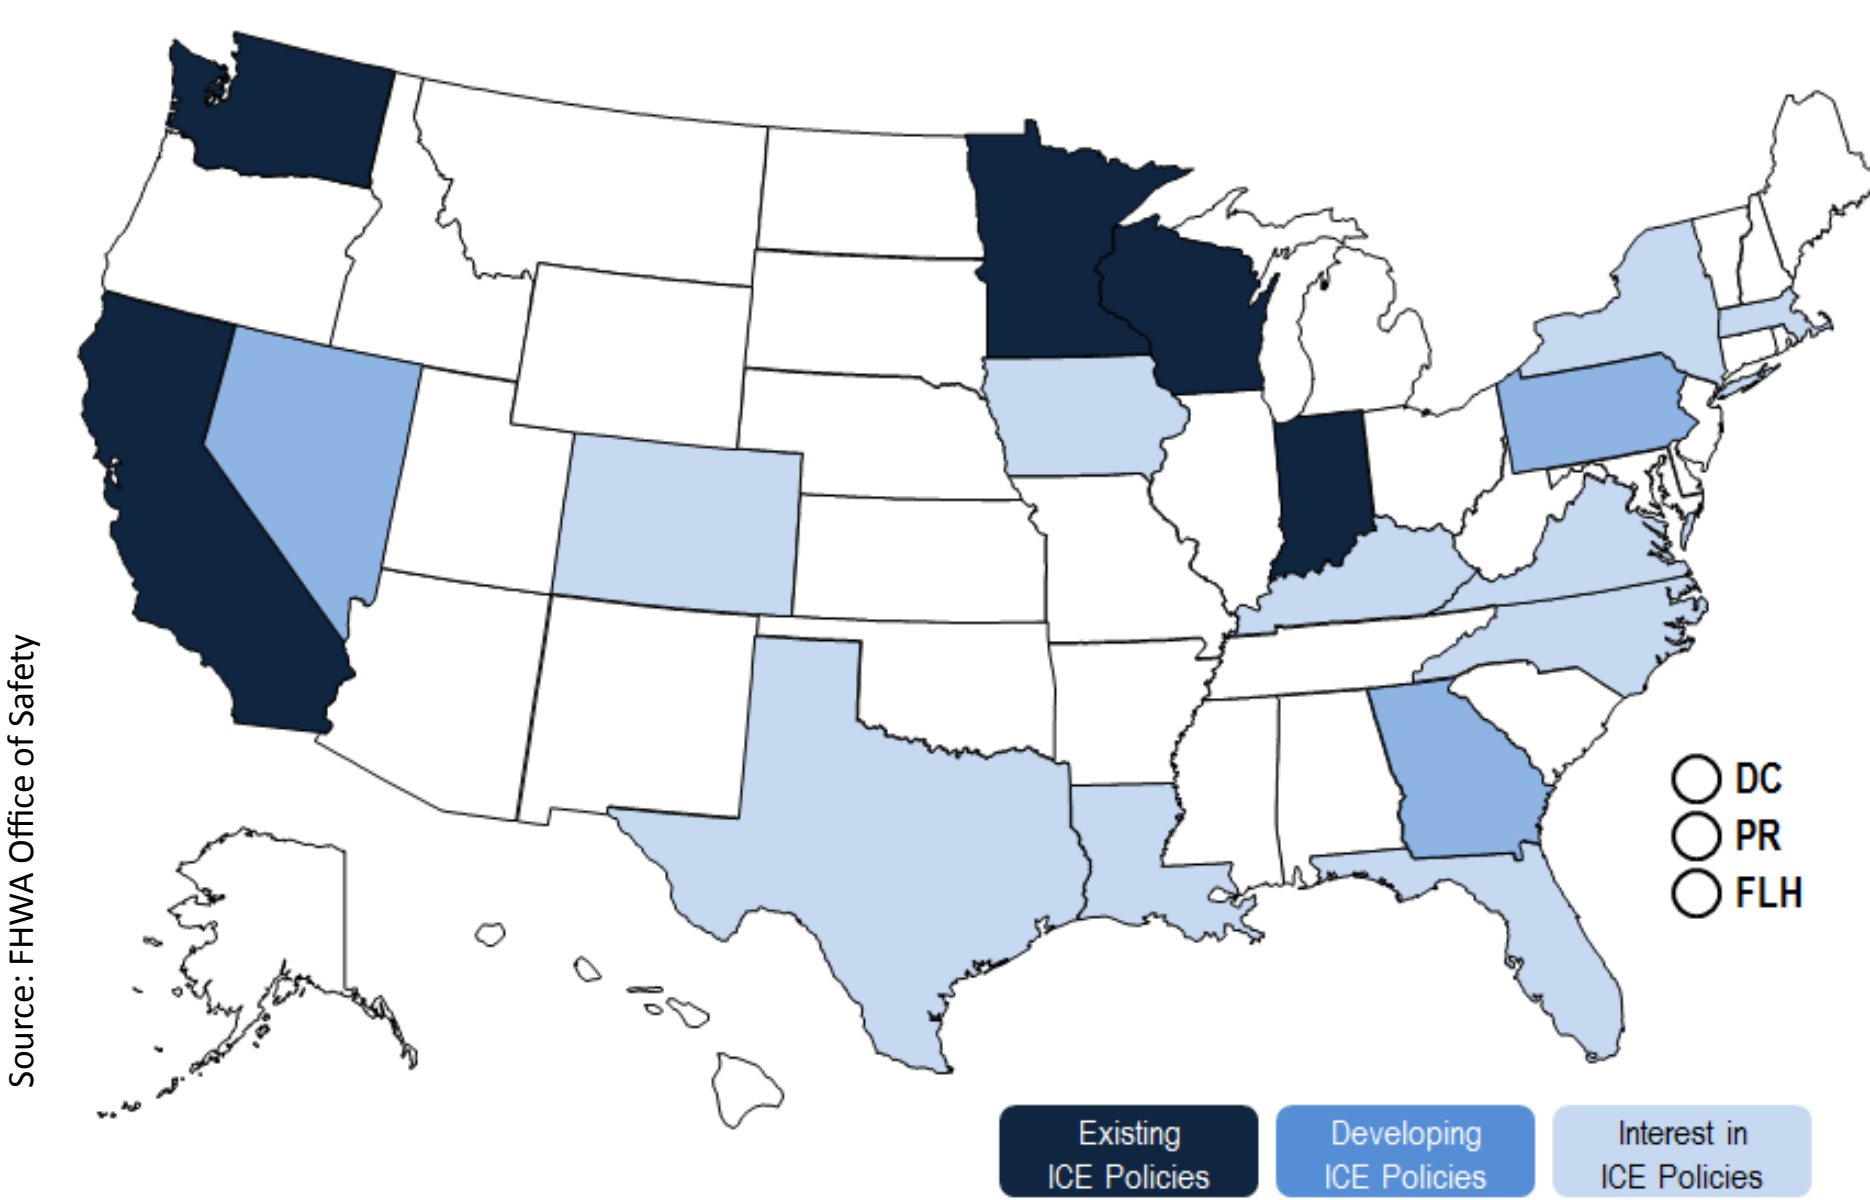 Source: FHWA Office of Safety
DC
PR
FLH
Existing
ICE Policies
Developing
ICE Policies
Interest in
ICE Policies